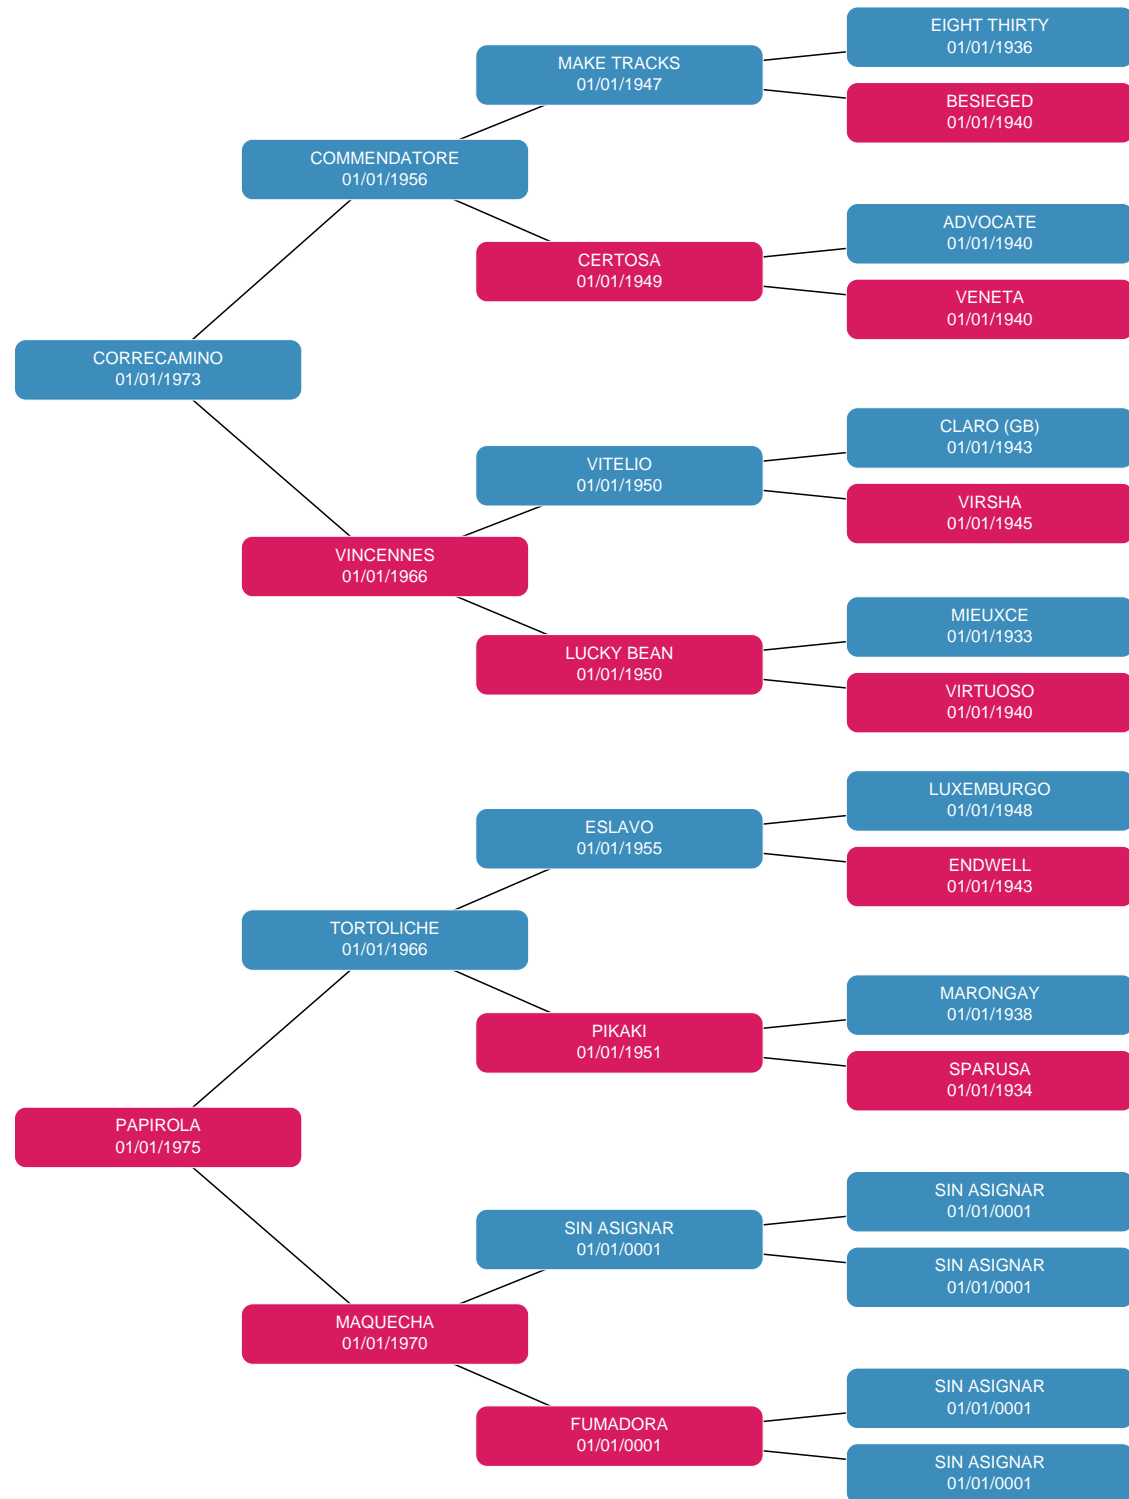 EIGHT THIRTY
01/01/1936
MAKE TRACKS
01/01/1947
BESIEGED
01/01/1940
COMMENDATORE
01/01/1956
ADVOCATE
01/01/1940
CERTOSA
01/01/1949
VENETA
01/01/1940
CORRECAMINO
01/01/1973
CLARO (GB)
01/01/1943
VITELIO
01/01/1950
VIRSHA
01/01/1945
VINCENNES
01/01/1966
MIEUXCE
01/01/1933
LUCKY BEAN
01/01/1950
VIRTUOSO
01/01/1940
LUXEMBURGO
01/01/1948
ESLAVO
01/01/1955
ENDWELL
01/01/1943
TORTOLICHE
01/01/1966
MARONGAY
01/01/1938
PIKAKI
01/01/1951
SPARUSA
01/01/1934
PAPIROLA
01/01/1975
SIN ASIGNAR
01/01/0001
SIN ASIGNAR
01/01/0001
SIN ASIGNAR
01/01/0001
MAQUECHA
01/01/1970
SIN ASIGNAR
01/01/0001
FUMADORA
01/01/0001
SIN ASIGNAR
01/01/0001